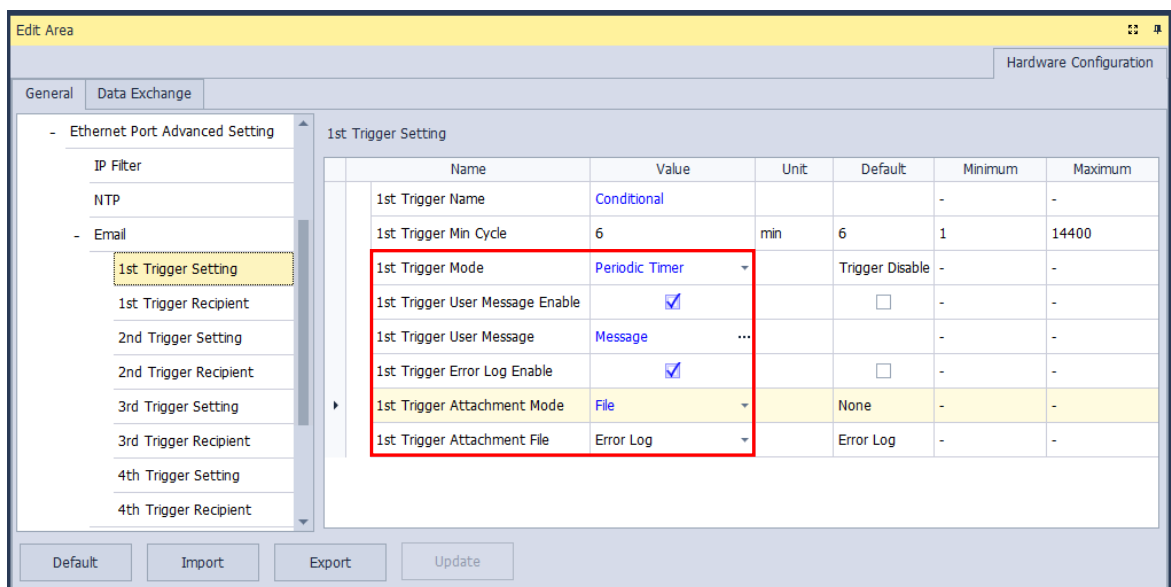 Edit Area
Hardware Configuration
General Data Exchange
- Ethernet Port Advanced Setting
IP Filter
NTP
- Email
1st Trigger Setting
1st Trigger Recipient
2nd Trigger Setting
2nd Trigger Recipient
3rd Trigger Setting
3rd Trigger Recipient
4th Trigger Setting
4th Trigger Recipient
1st Trigger Setting
Name Value Unit Default Minimum Maximum
1st Trigger Name Conditional - -
1st Trigger Min Cycle 6 min 6 1 14400
1st Trigger Mode Periodic Timer Trigger Disable - -
1st Trigger User Message Enable - -
1st Trigger User Message Message ... - -
1st Trigger Error Log Enable - -
1st Trigger Attachment Mode File None - -
1st Trigger Attachment File Error Log Error Log - -
Default Import Export Update